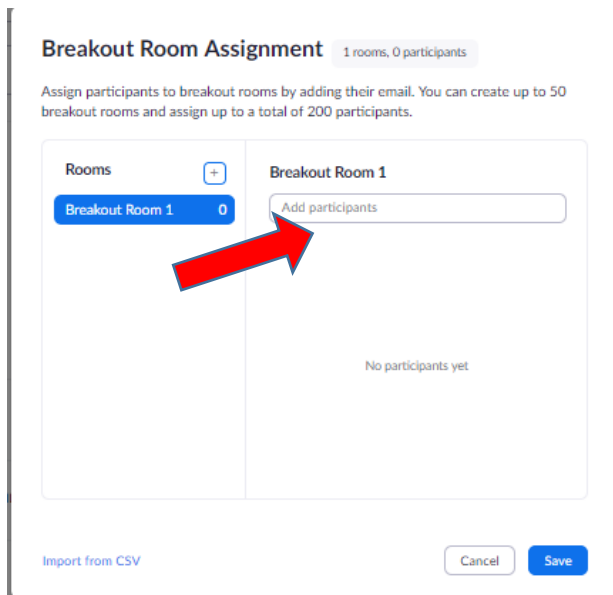 Breakout Room Assignment 1 rooms, 0 participants
Assign participants to breakout rooms by adding their email. You can create up to 50
breakout rooms and assign up to a total of 200 participants.
Rooms +
Breakout Room 1 0
Breakout Room 1
Add participants
No participants yet
Import from CSV
Cancel
Save